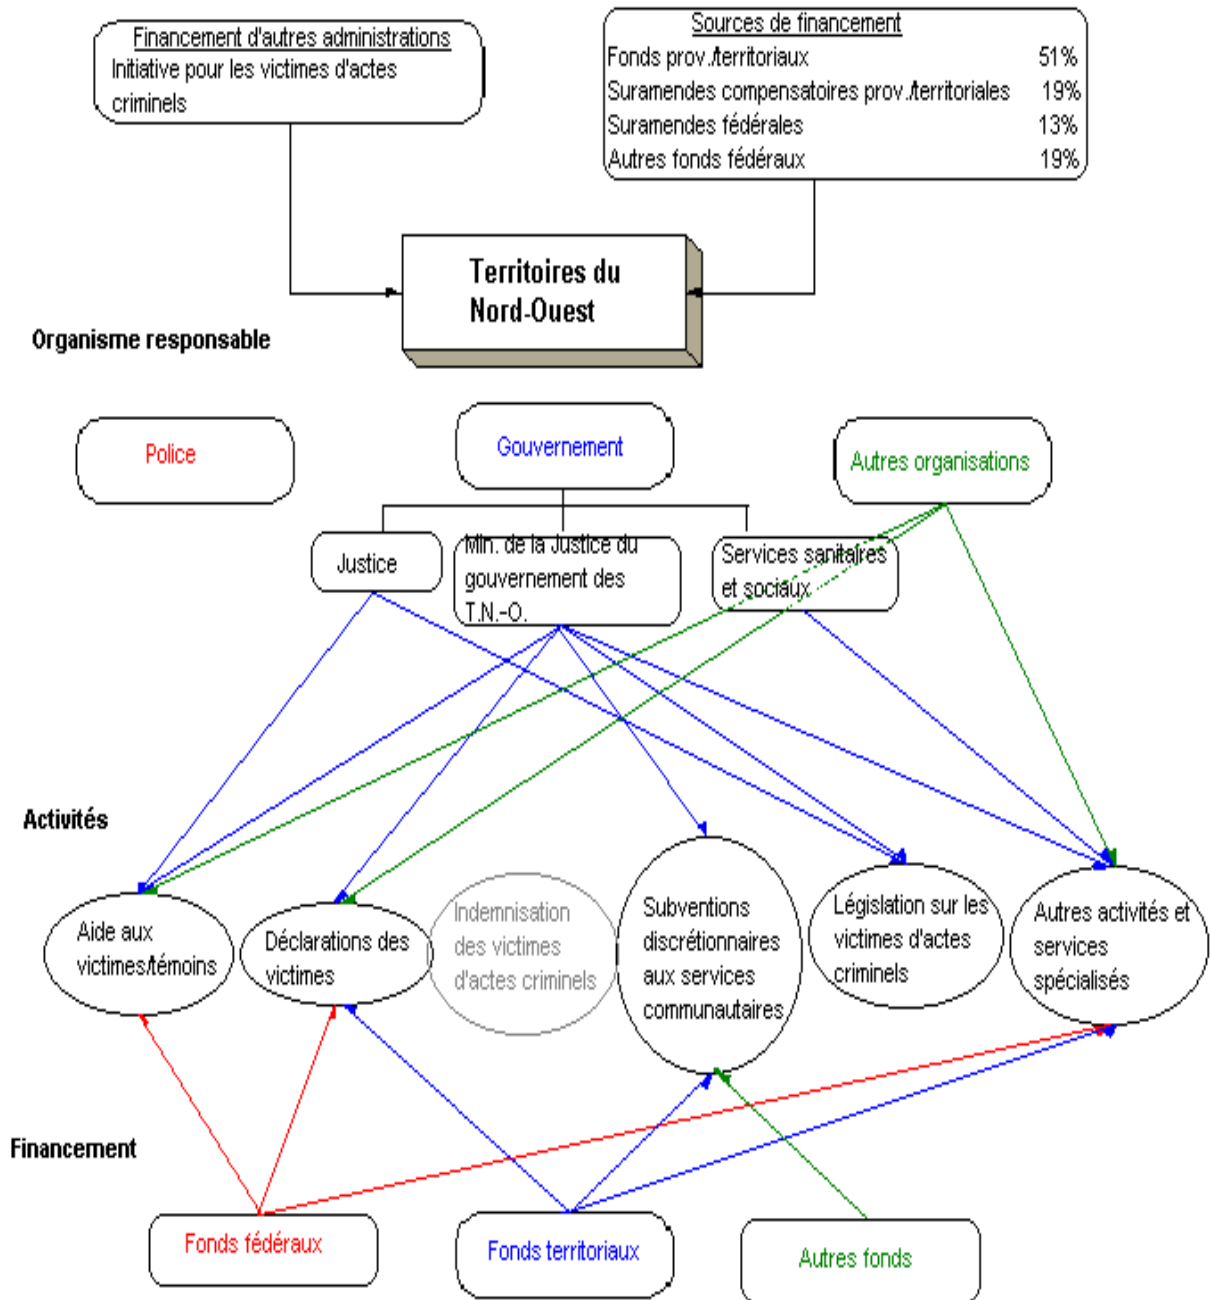 Financement d'autres administrations
Initiative pour les victimes d'actes
criminels
Sources de financement
Fonds prov./territoriaux 51%
Suramendes compensatoires prov./territoriales 19%
Suramendes fédérales 13%
Autres fonds fédéraux 19%
Territoires du
Nord-Ouest
Organisme responsable
Police
Gouvernement
Autres organisations
Justice
Min. de la Justice du
gouvernement des
T.N.-O.
Services sanitaires
et sociaux
Activités
Aide aux
victimes/témoins
Déclarations des
victimes
Indemnisation
des victimes
d'actes criminels
Subventions
discrétionnaires
aux services
communautaires
Législation sur les
victimes d'actes
criminels
Autres activités et
services
spécialisés
Financement
Fonds fédéraux
Fonds territoriaux
Autres fonds